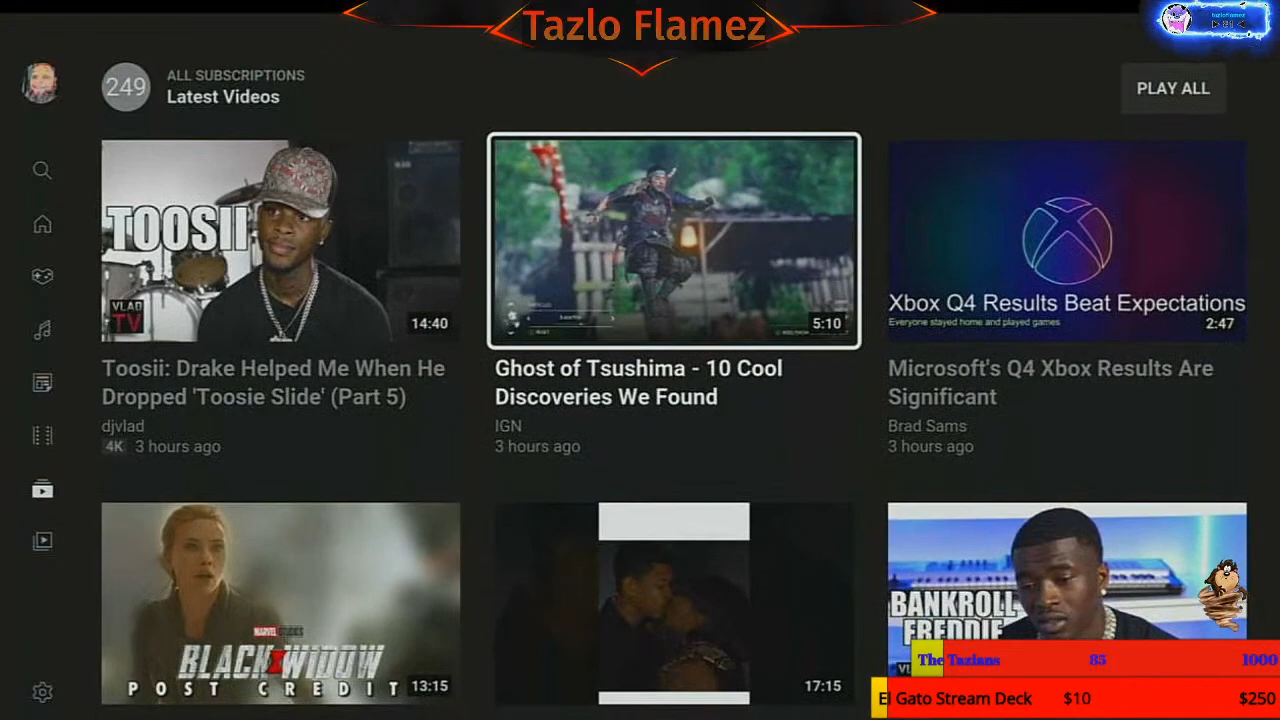 Tazlo Flamez
tazloflamez
249
ALL SUBSCRIPTIONS
Latest Videos
PLAY ALL
TOOSII
VLAD
TV
14:40
5:10
Xbox Q4 Results Beat Expectations
Everyone stayed home and played games
2:47
Toosii: Drake Helped Me When He
Dropped 'Toosie Slide' (Part 5)
djvlad
4K 3 hours ago
Ghost of Tsushima - 10 Cool
Discoveries We Found
IGN
3 hours ago
Microsoft's Q4 Xbox Results Are
Significant
Brad Sams
3 hours ago
MARVEL STUDIOS
BLACK WIDOW
POST CREDIT
13:15
17:15
BANKROLL
FREDDIE
The Tazians 85 1000
El Gato Stream Deck $10 $250